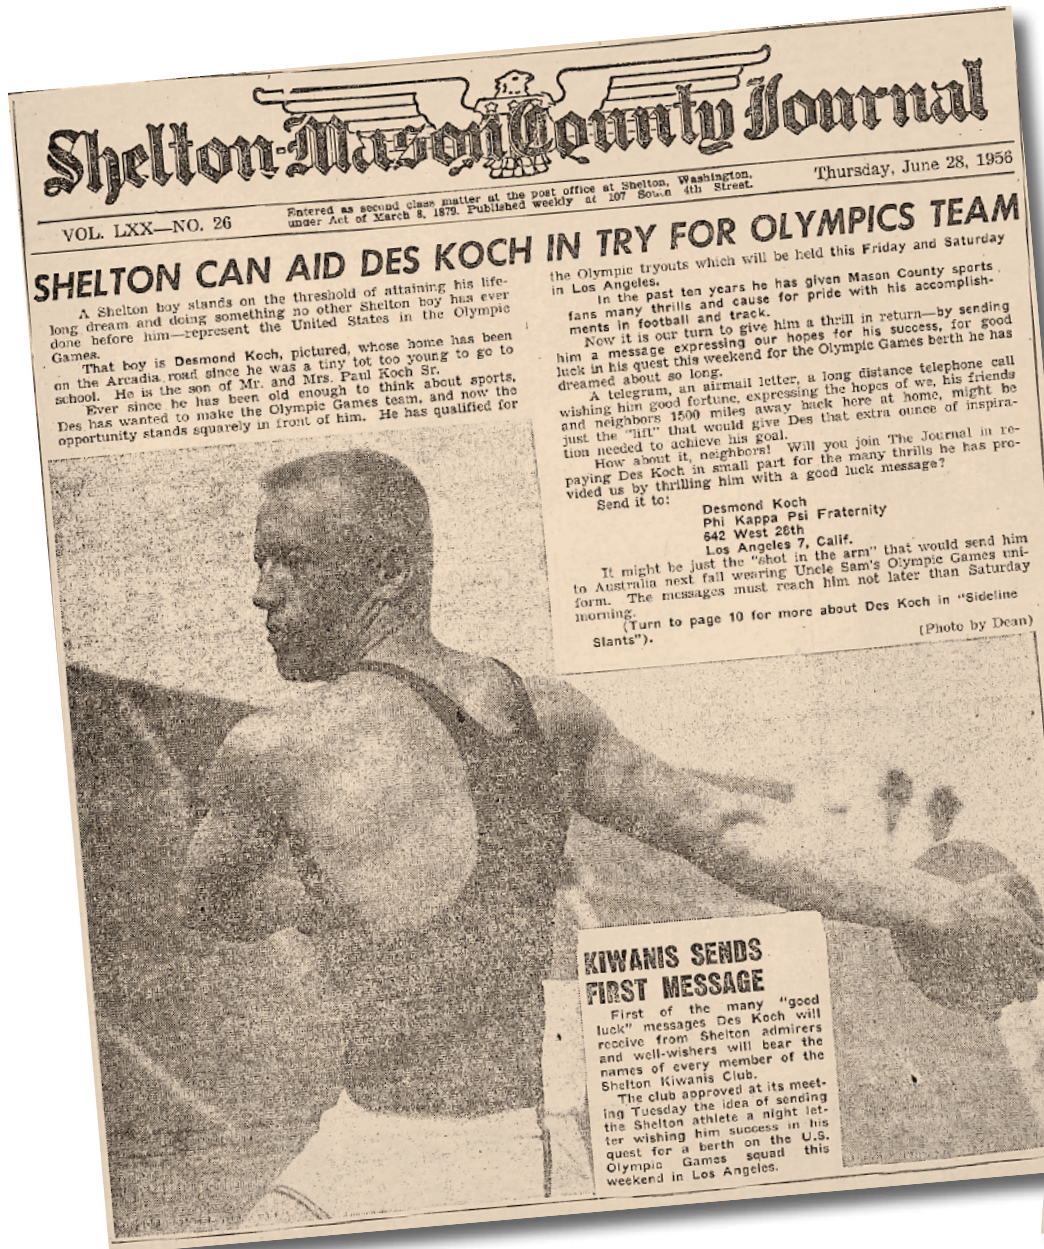 Shelton-Mason County Journal
VOL. LXX—NO. 26
Entered as second class matter at the post office at Shelton, Washington,
under Act of March 8, 1879. Published weekly at 107 South 4th Street.
Thursday, June 28, 1956
SHELTON CAN AID DES KOCH IN TRY FOR OLYMPICS TEAM
A Shelton boy stands on the threshold of attaining his life-
long dream and doing something no other Shelton boy has ever
done before him—represent the United States in the Olympic
Games.
That boy is Desmond Koch, pictured, whose home has been
on the Arcadia road since he was a tiny tot too young to go to
school. He is the son of Mr. and Mrs. Paul Koch Sr.
Ever since he has been old enough to think about sports,
Des has wanted to make the Olympic Games team, and now the
opportunity stands squarely in front of him. He has qualified for
the Olympic tryouts which will be held this Friday and Saturday
in Los Angeles.
In the past ten years he has given Mason County sports
fans many thrills and cause for pride with his accomplish-
ments in football and track.
Now it is our turn to give him a thrill in return—by sending
him a message expressing our hopes for his success, for good
luck in his quest this weekend for the Olympic Games berth he has
dreamed about so long.
A telegram, an airmail letter, a long distance telephone call
wishing him good fortune, expressing the hopes of we, his friends
and neighbors 1500 miles away back here at home, might be
just the "lift" that would give Des that extra ounce of inspira-
tion needed to achieve his goal.
How about it, neighbors! Will you join The Journal in re-
paying Des Koch in small part for the many thrills he has pro-
vided us by thrilling him with a good luck message?
Send it to:
Desmond Koch
Phi Kappa Psi Fraternity
642 West 28th
Los Angeles 7, Calif.
It might be just the "shot in the arm" that would send him
to Australia next fall wearing Uncle Sam's Olympic Games uni-
form. The messages must reach him not later than Saturday
morning.
(Turn to page 10 for more about Des Koch in "Sideline
Slants").
(Photo by Dean)
KIWANIS SENDS
FIRST MESSAGE
First of the many "good
luck" messages Des Koch will
receive from Shelton admirers
and well-wishers will bear the
names of every member of the
Shelton Kiwanis Club.
The club approved at its meet-
ing Tuesday the idea of sending
the Shelton athlete a night let-
ter wishing him success in his
quest for a berth on the U.S.
Olympic Games squad this
weekend in Los Angeles.